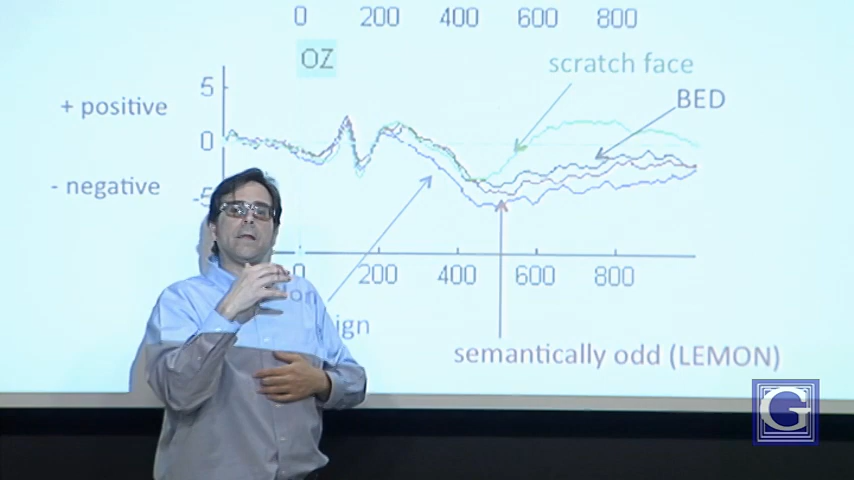 0 200 400 600 800
OZ
scratch face
5
BED
+ positive
0
- negative
-5
0 200 400 600 800
ign
semantically odd (LEMON)
G